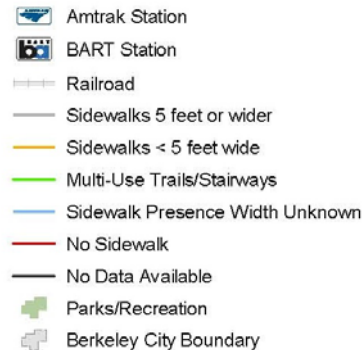 Amtrak Station
BART Station
Railroad
Sidewalks 5 feet or wider
Sidewalks < 5 feet wide
Multi-Use Trails/Stairways
Sidewalk Presence Width Unknown
No Sidewalk
No Data Available
Parks/Recreation
Berkeley City Boundary